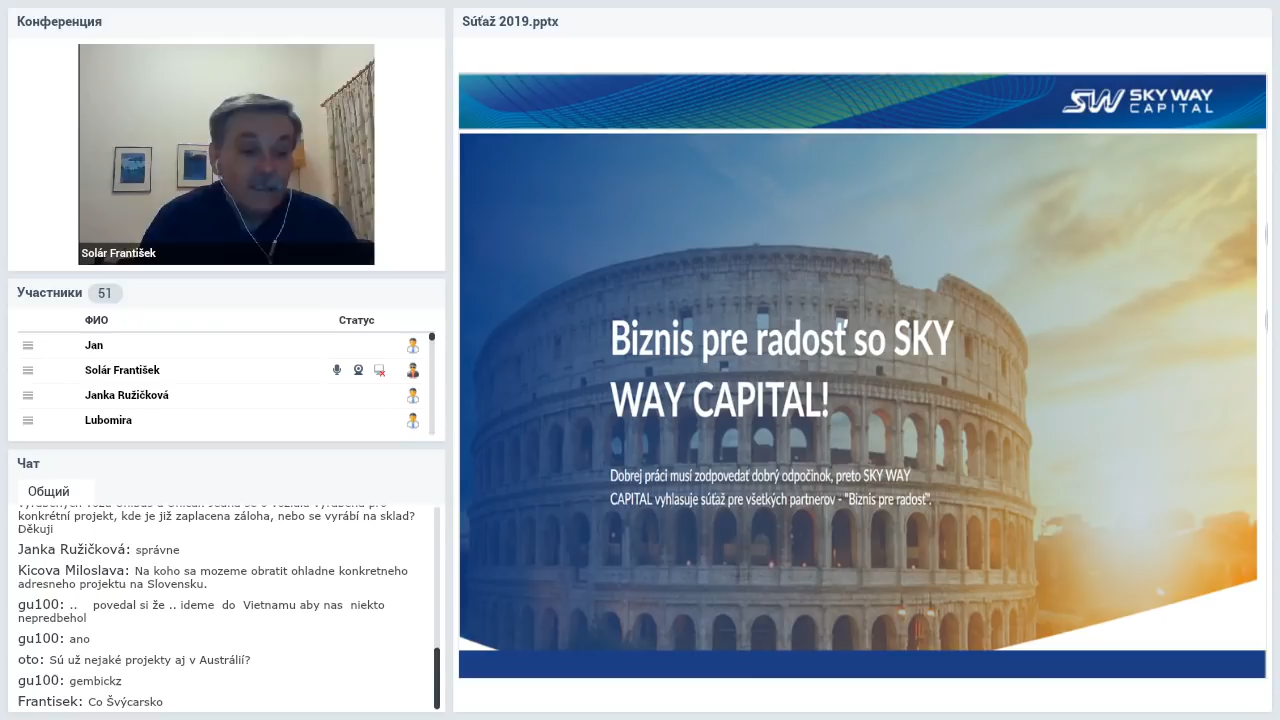 Конференция
Solár František
Участники 51
ФИО Статус
Jan
Solár František
Janka Ružičková
Lubomira
Чат
Общий
konkrétní projekt, kde je již zaplacena záloha, nebo se vyrábí na sklad?
Děkuji
Janka Ružičková: správne
Kicova Miloslava: Na koho sa mozeme obratit ohladne konkretneho
adresneho projektu na Slovensku.
gu100: .. povedal si že .. ideme do Vietnamu aby nas niekto
nepredbehol
gu100: ano
oto: Sú už nejaké projekty aj v Austrálií?
gu100: gembickz
Frantisek: Co Švýcarsko
Súťaž 2019.pptx
SW SKY WAY
CAPITAL
Biznis pre radosť so SKY
WAY CAPITAL!
Dobrej práci musí zodpovedať dobrý odpočinok, preto SKY WAY
CAPITAL vyhlasuje súťaž pre všetkých partnerov - "Biznis pre radosť".